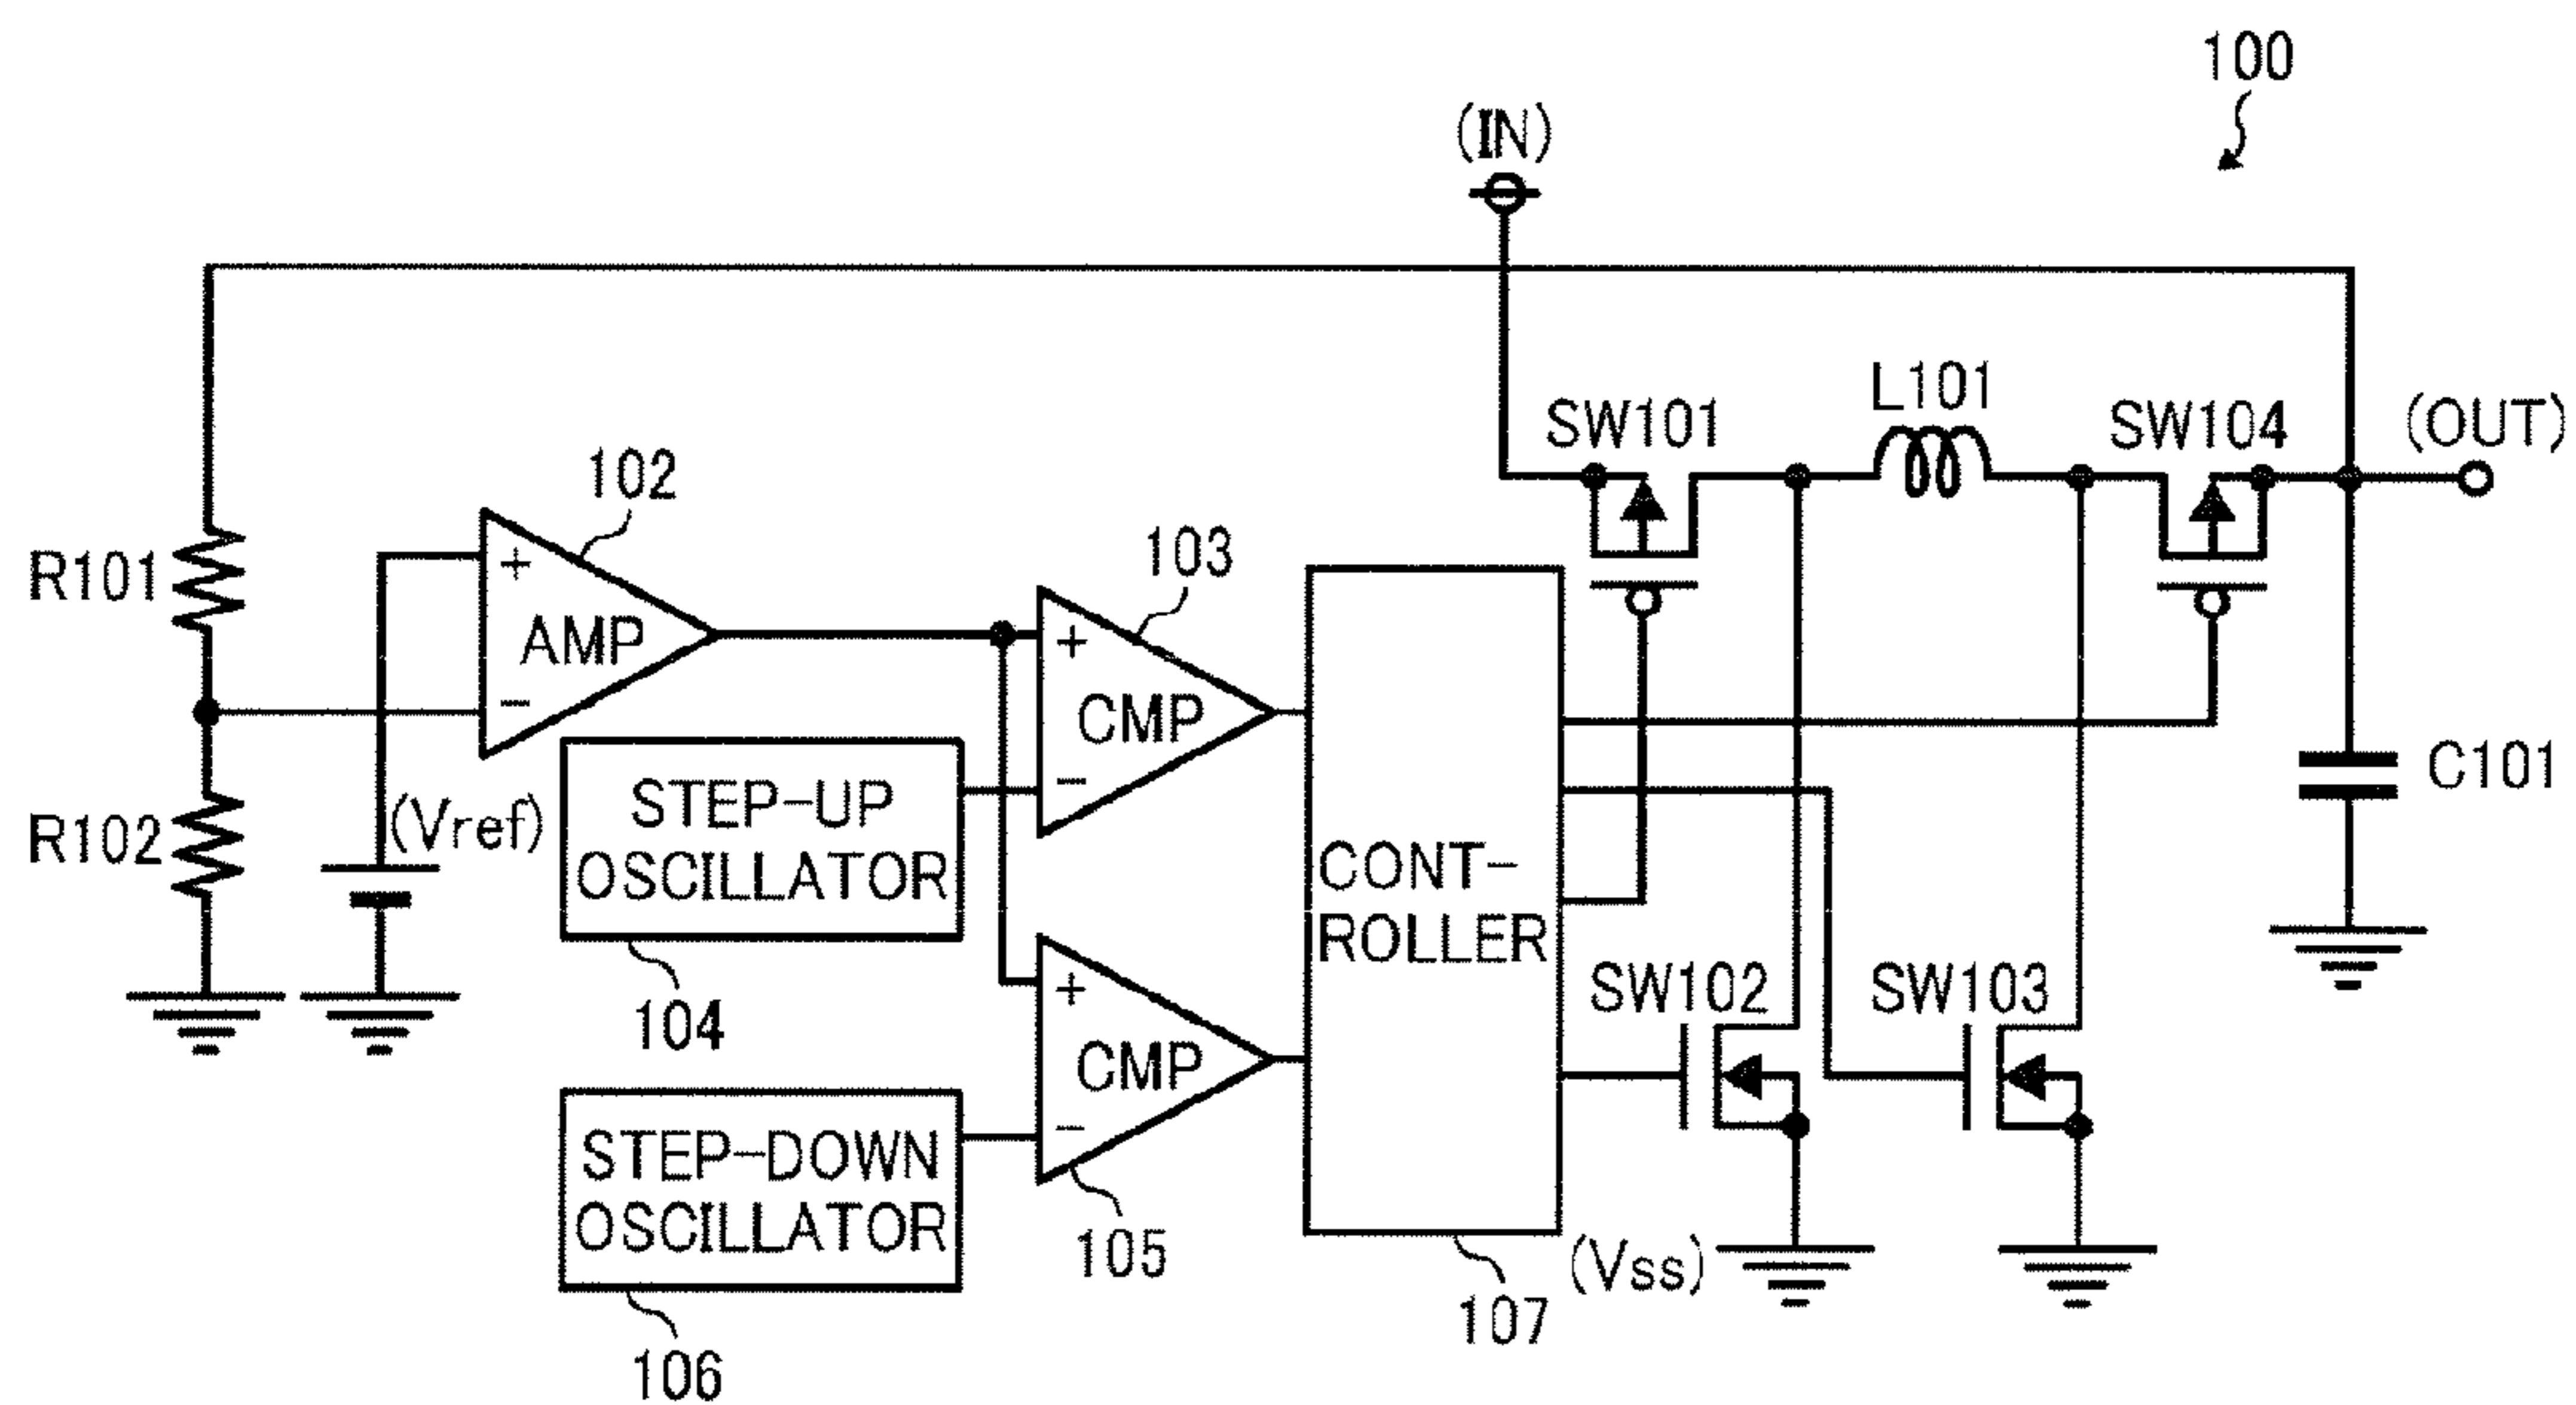 100
(IN)
L101
SW101
SW104
(OUT)
102
103
R101
+
AMP
−
+
CMP
−
(Vref)
R102
STEP-UP
OSCILLATOR
104
CONT-
ROLLER
C101
SW102
SW103
+
CMP
−
STEP-DOWN
OSCILLATOR
105
106
107
(Vss)